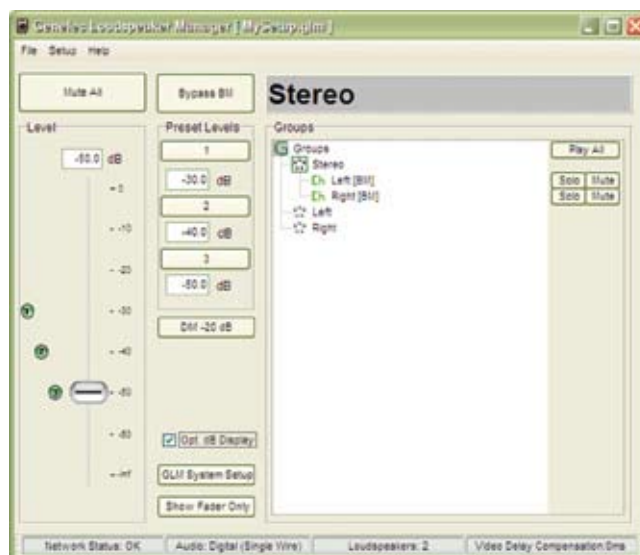 Genelec Loudspeaker Manager [MySetup.glm]
File Setup Help
Mute All
Bypass BM
Stereo
Level
-50.0 dB
-10
-20
-30
-40
-50
-60
-inf
Preset Levels
1
-30.0 dB
2
-40.0 dB
3
-50.0 dB
DIM -20 dB
Opt. dB Display
GLM System Setup
Show Fader Only
Groups
Groups
Stereo
Left [BM]
Right [BM]
Left
Right
Play All
Solo Mute
Solo Mute
Network Status: OK
Audio: Digital (Single Wire)
Loudspeakers: 2
Video Delay Compensation:0ms